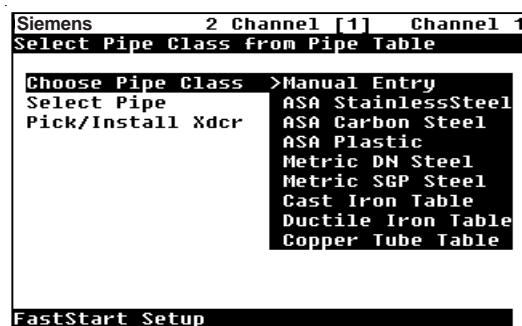 Siemens 2 Channel [1] Channel 1
Select Pipe Class from Pipe Table
Choose Pipe Class >Manual Entry
Select Pipe ASA StainlessSteel
Pick/Install Xdcr ASA Carbon Steel
ASA Plastic
Metric DN Steel
Metric SGP Steel
Cast Iron Table
Ductile Iron Table
Copper Tube Table
FastStart Setup